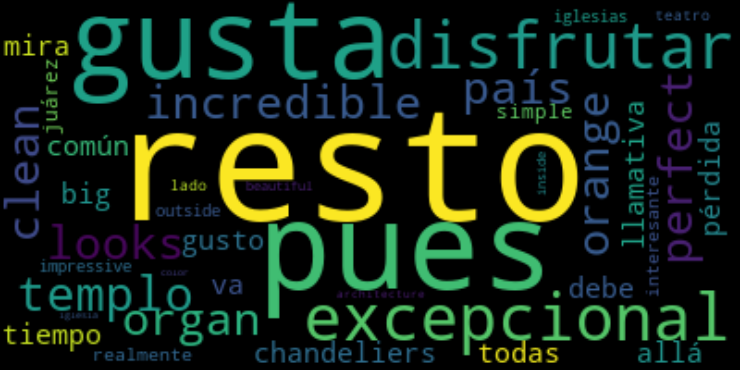 gusta
disfrutar
iglesias
teatro
mira
juárez
incredible
país
simple
clean
común
resto
orange
llamativa
perfect
pérdida
inside
interesante
big
lado
beautiful
outside
looks
gusto
pues
impressive
color
templo
va
architecture
debe
iglesia
organ
excepcional
tiempo
realmente
chandeliers
todas
allá